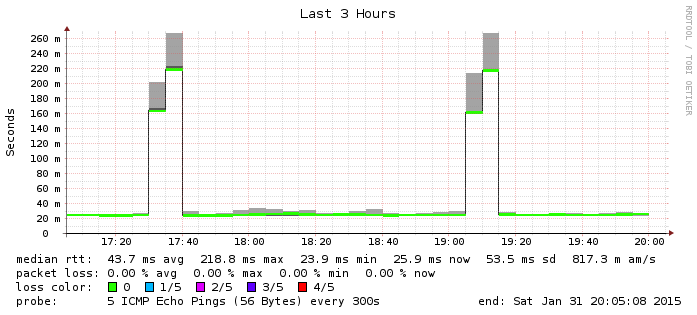 Last 3 Hours
RRDTOOL / TOBI OETIKER
Seconds
260 m
240 m
220 m
200 m
180 m
160 m
140 m
120 m
100 m
80 m
60 m
40 m
20 m
0
17:20 17:40 18:00 18:20 18:40 19:00 19:20 19:40 20:00
median rtt: 43.7 ms avg 218.8 ms max 23.9 ms min 25.9 ms now 53.5 ms sd 817.3 m am/s
packet loss: 0.00 % avg 0.00 % max 0.00 % min 0.00 % now
loss color: 0 1/5 2/5 3/5 4/5
probe: 5 ICMP Echo Pings (56 Bytes) every 300s end: Sat Jan 31 20:05:08 2015